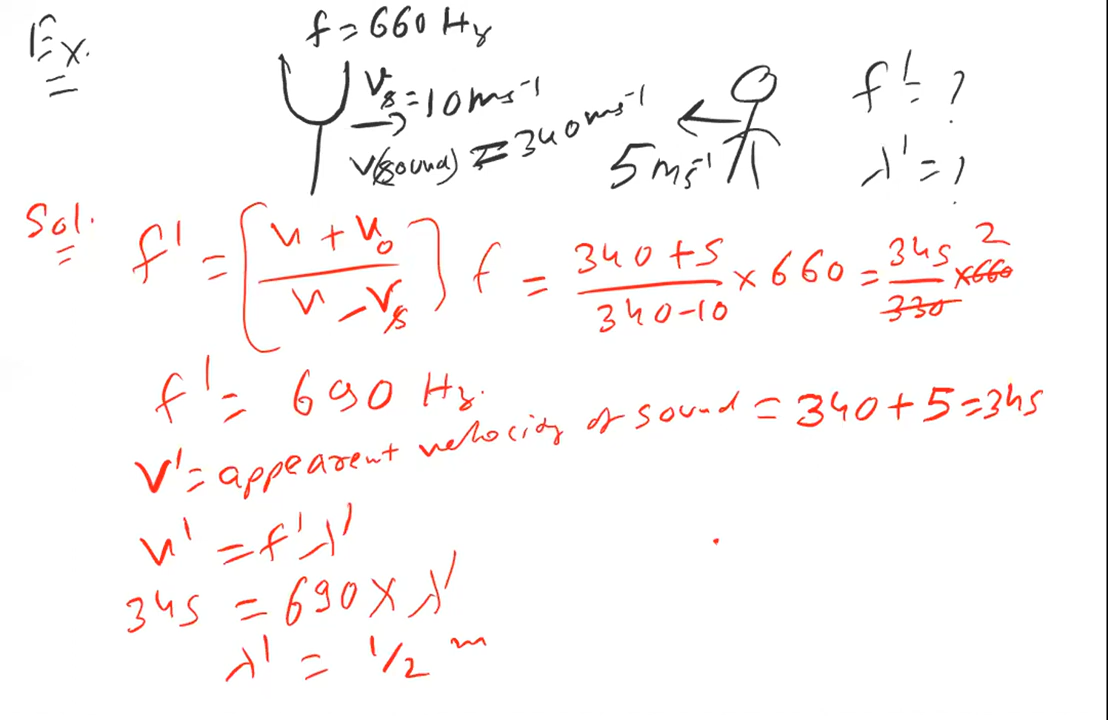 Ex.
f = 660 Hz
Vs = 10 ms⁻¹
V(sound) = 340 ms⁻¹
5 ms⁻¹
f' = ?
λ' = ?
Sol.
f' = [(v + v₀)/(v - vs)] f = (340 + 5)/(340 - 10) × 660 = 345/330 × 660 2
f' = 690 Hz.
V' = appearent velocity of sound = 340 + 5 = 345
v' = f'λ'
345 = 690 × λ'
λ' = 1/2 m